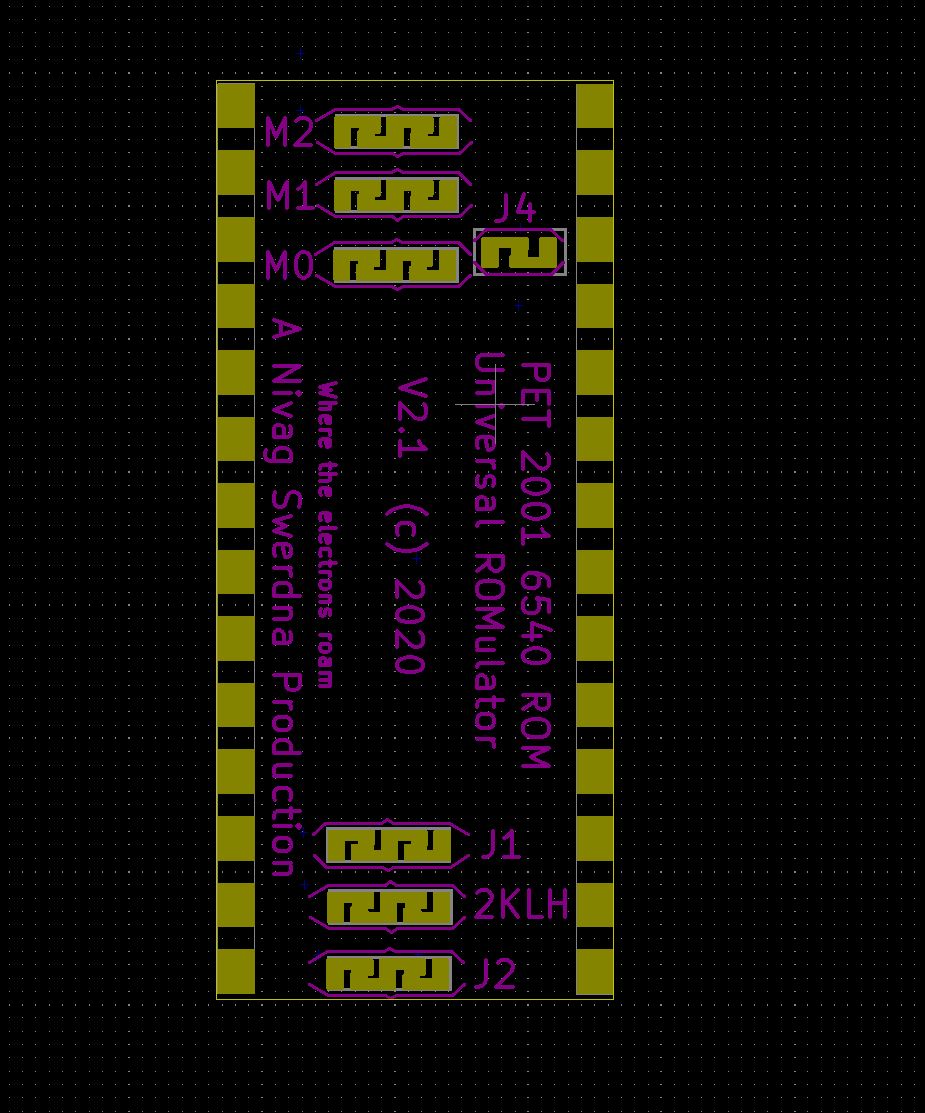 M2
M1
J4
M0
PET 2001 6540 ROM
Universal ROMulator
V2.1 (c) 2020
Where the electroms roam
A Nivag Swerdna Production
J1
2KLH
J2